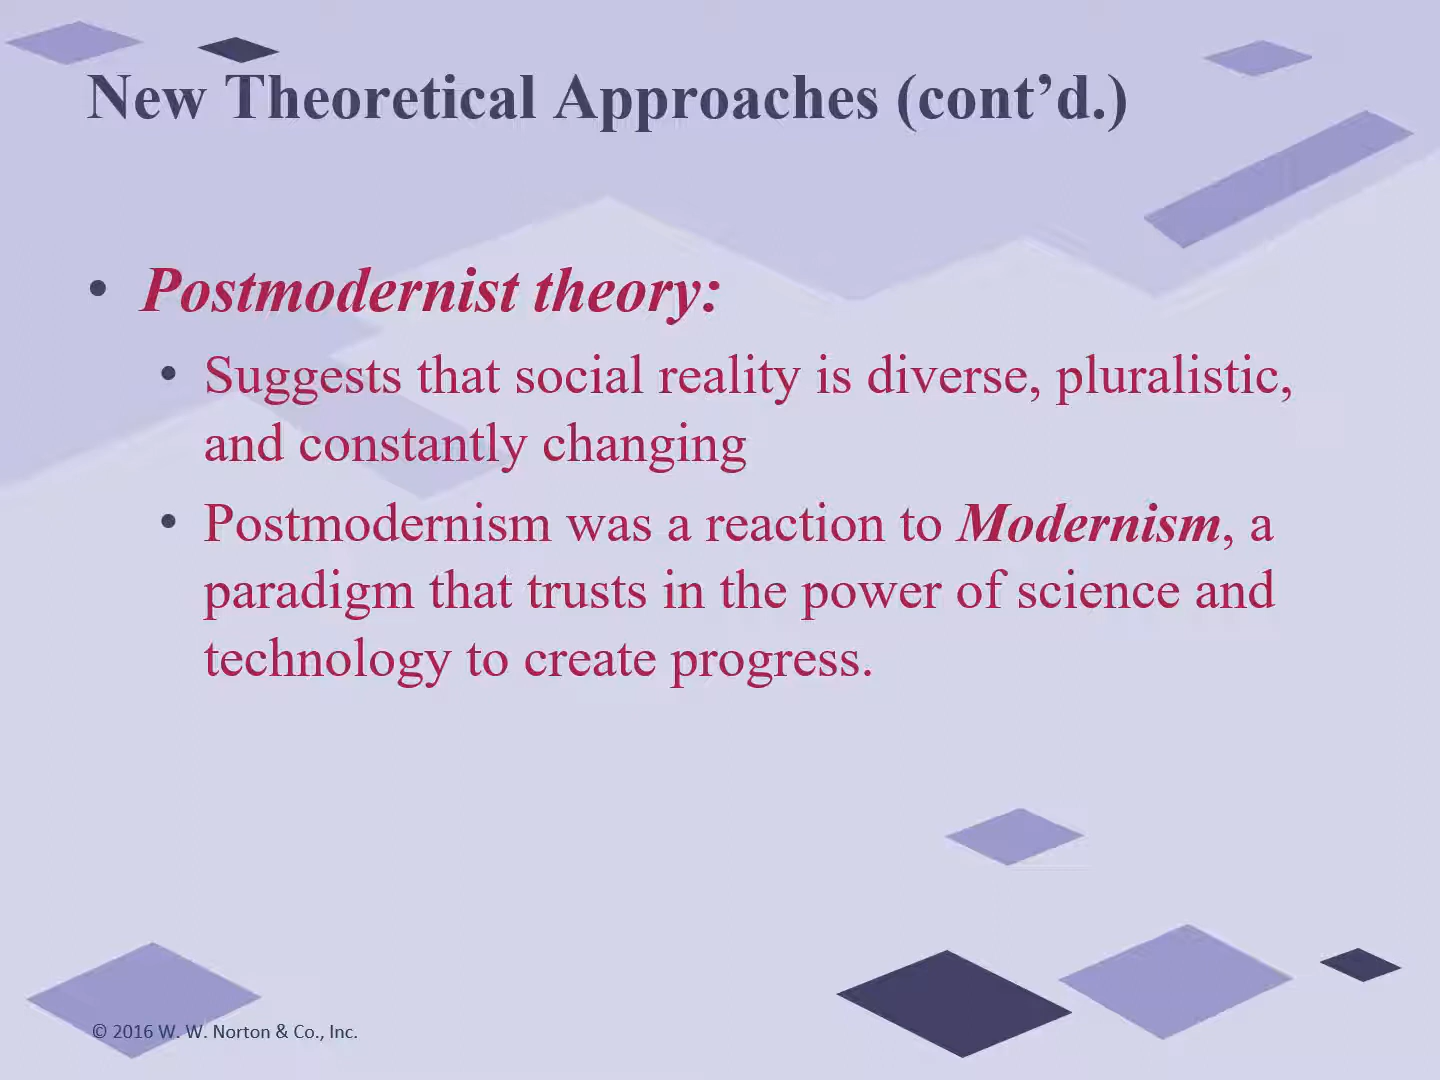 New Theoretical Approaches (cont’d.)
• Postmodernist theory:
• Suggests that social reality is diverse, pluralistic,
and constantly changing
• Postmodernism was a reaction to Modernism, a
paradigm that trusts in the power of science and
technology to create progress.
© 2016 W. W. Norton & Co., Inc.